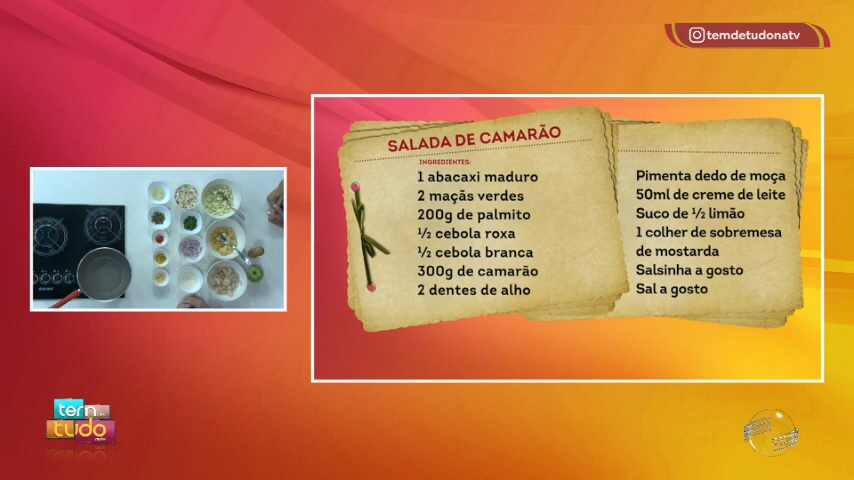 temdetudonatv
SALADA DE CAMARÃO
INGREDIENTES:
1 abacaxi maduro
2 maçãs verdes
200g de palmito
½ cebola roxa
½ cebola branca
300g de camarão
2 dentes de alho
Pimenta dedo de moça
50ml de creme de leite
Suco de ½ limão
1 colher de sobremesa
de mostarda
Salsinha a gosto
Sal a gosto
tem de
tudo